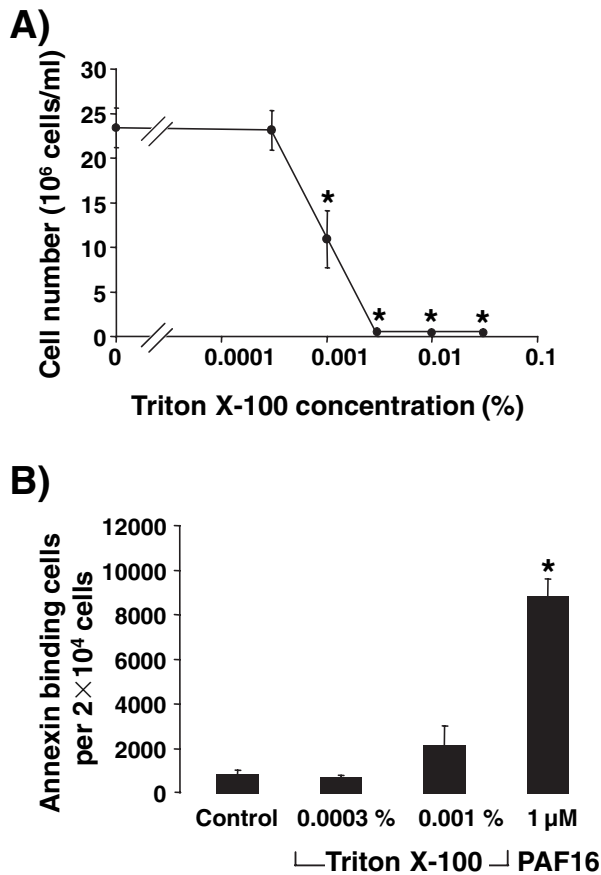 A)
Cell number (10⁶ cells/ml)
30
25
20
15
10
5
0
*
* * *
0 0.0001 0.001 0.01 0.1
Triton X-100 concentration (%)
B)
Annexin binding cells
per 2×10⁴ cells
12000
10000
8000
6000
4000
2000
0
*
Control 0.0003 % 0.001 % 1 µM
Triton X-100 PAF16